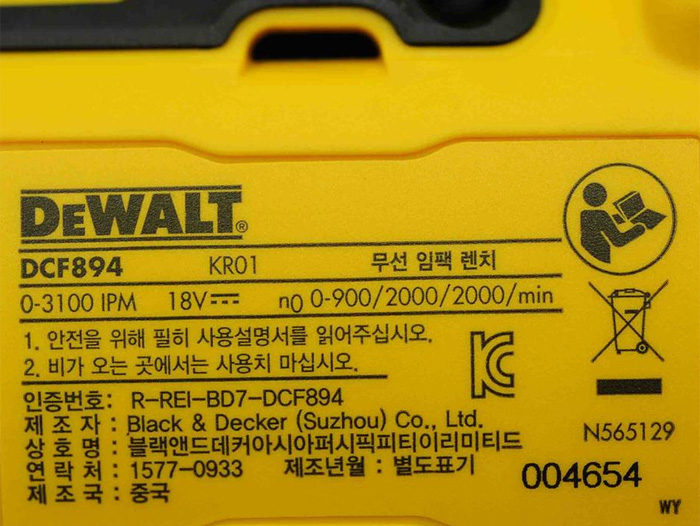 DEWALT®
DCF894 KR01 무선 임팩 렌치
0-3100 IPM 18V n0 0-900/2000/2000/min
1. 안전을 위해 필히 사용설명서를 읽어주십시오.
2. 비가 오는 곳에서는 사용치 마십시오.
인증번호: R-REI-BD7-DCF894
제 조 자 : Black & Decker (Suzhou) Co., Ltd.
상 호 명 : 블랙앤드데커아시아퍼시픽피티이리미티드
연 락 처 : 1577-0933 제조년월 : 별도표기
제 조 국 : 중국
N565129
004654
WY